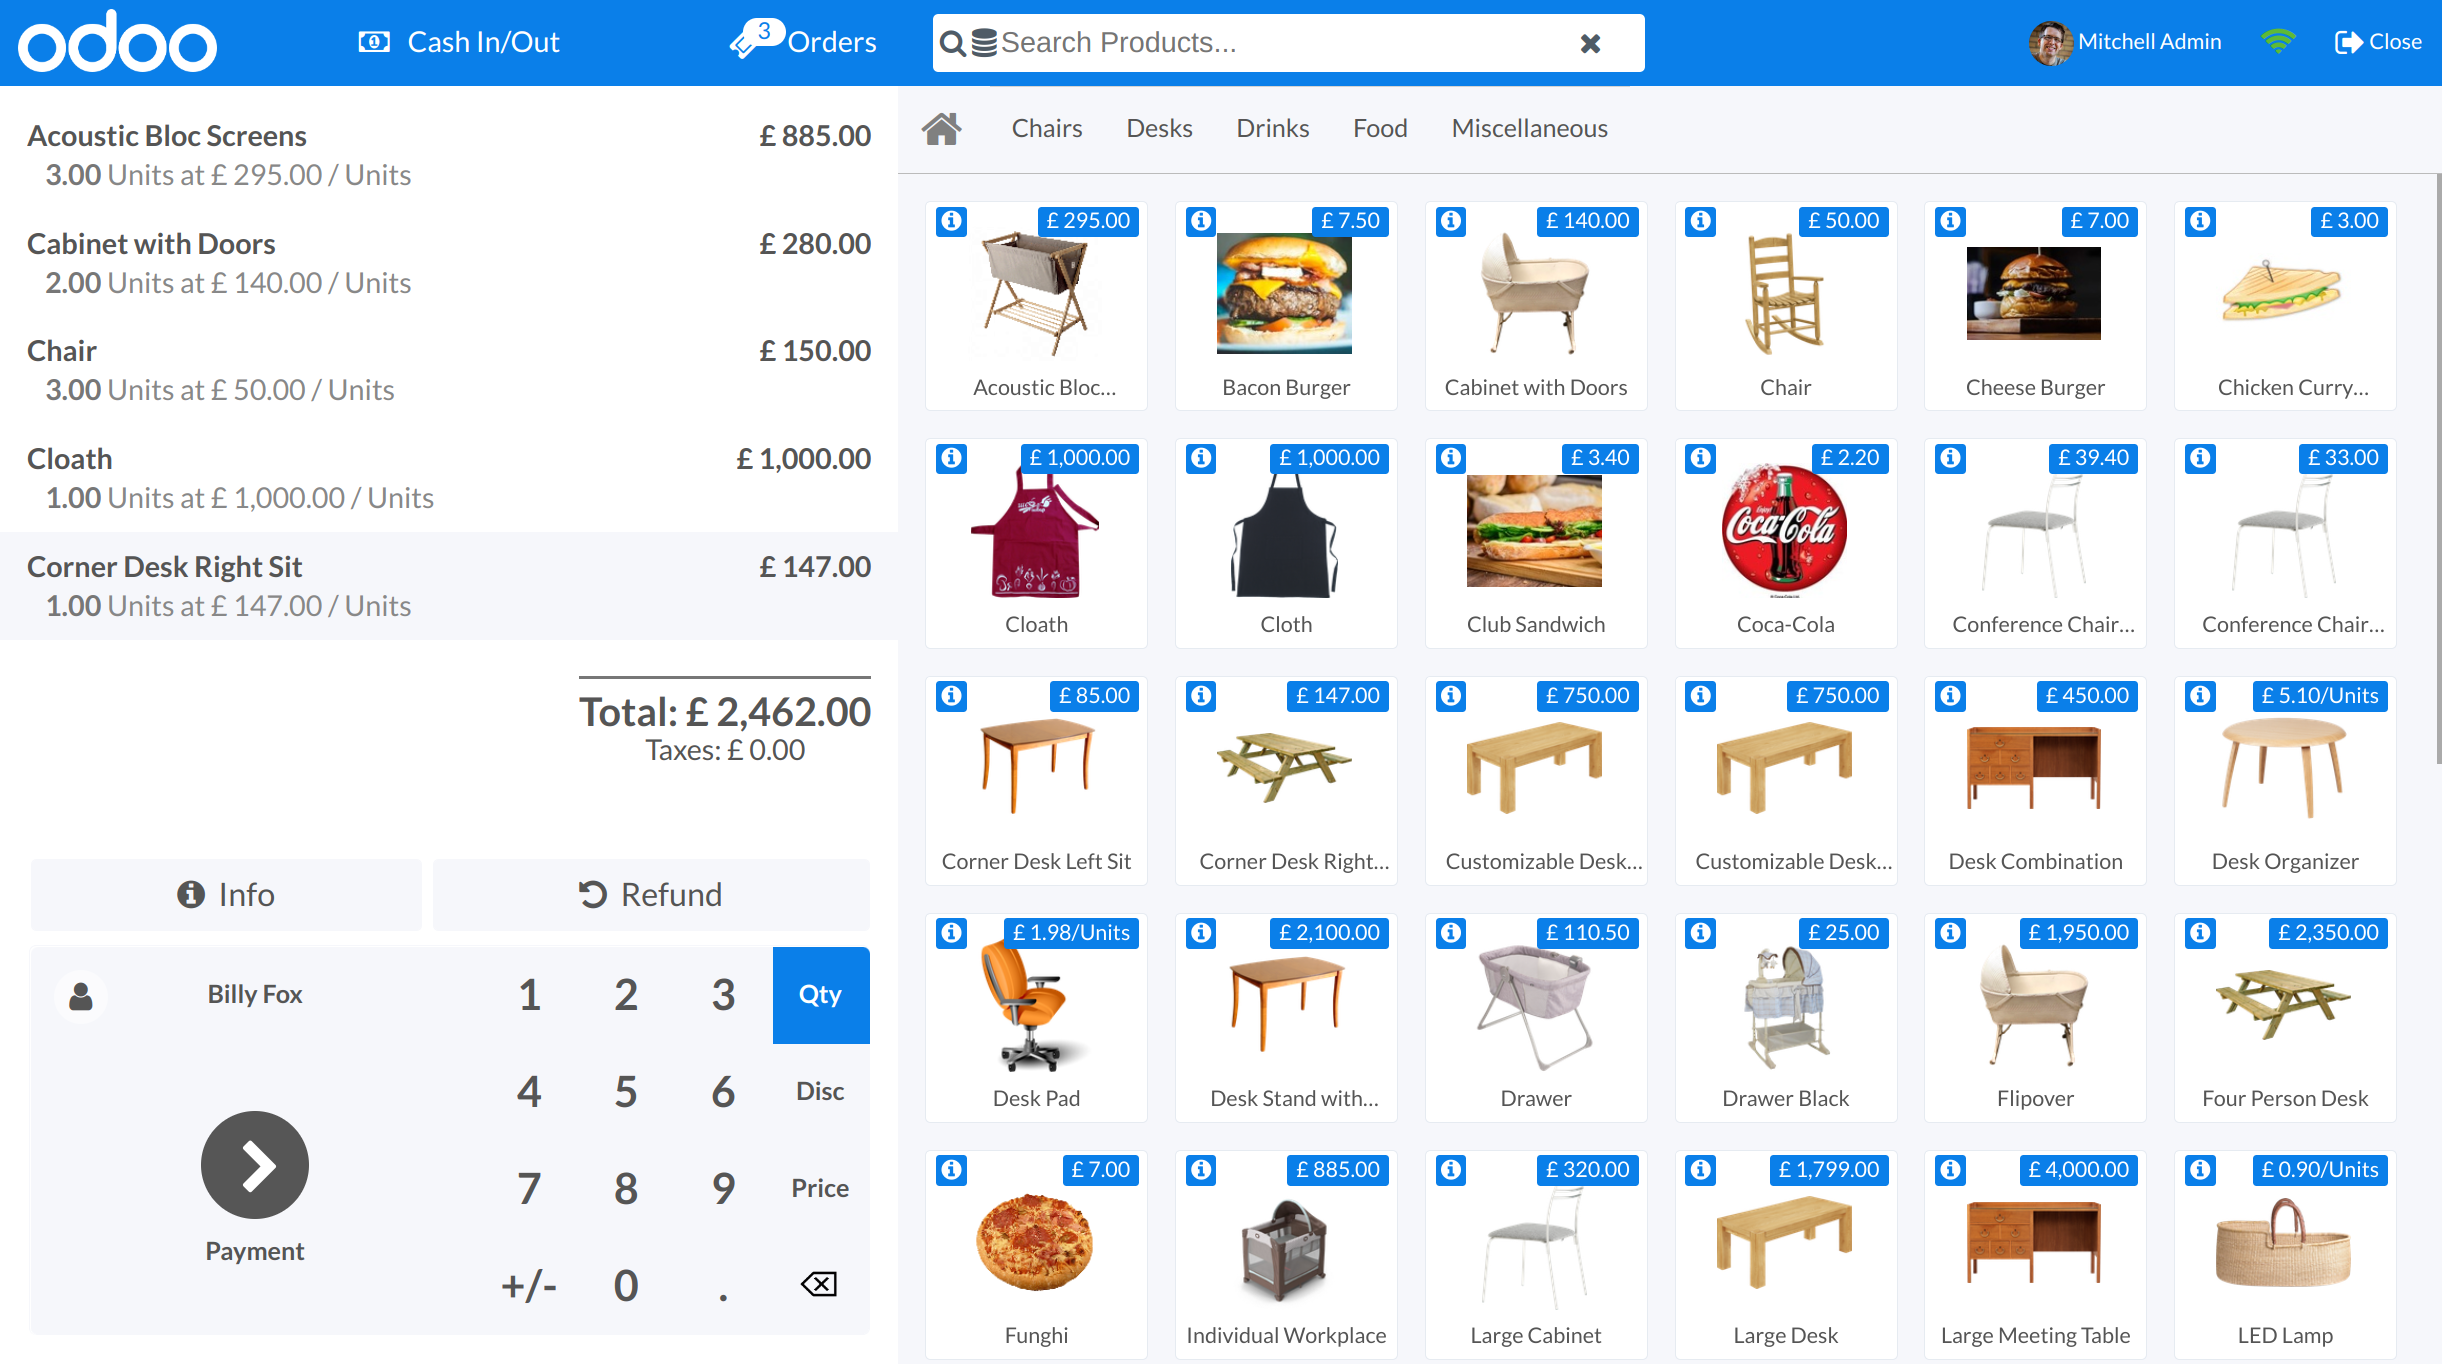 odoo
Cash In/Out
3
Orders
Search Products...
Mitchell Admin
Close
Acoustic Bloc Screens £ 885.00
3.00 Units at £ 295.00 / Units
Cabinet with Doors £ 280.00
2.00 Units at £ 140.00 / Units
Chair £ 150.00
3.00 Units at £ 50.00 / Units
Cloath £ 1,000.00
1.00 Units at £ 1,000.00 / Units
Corner Desk Right Sit £ 147.00
1.00 Units at £ 147.00 / Units
Total: £ 2,462.00
Taxes: £ 0.00
Info
Refund
Billy Fox
Payment
1 2 3 Qty
4 5 6 Disc
7 8 9 Price
+/- 0 .
Chairs Desks Drinks Food Miscellaneous
£ 295.00
Acoustic Bloc...
£ 7.50
Bacon Burger
£ 140.00
Cabinet with Doors
£ 50.00
Chair
£ 7.00
Cheese Burger
£ 3.00
Chicken Curry...
£ 1,000.00
Cloath
£ 1,000.00
Cloth
£ 3.40
Club Sandwich
£ 2.20
Enjoy
Coca-Cola
Coca-Cola
£ 39.40
Conference Chair...
£ 33.00
Conference Chair...
£ 85.00
Corner Desk Left Sit
£ 147.00
Corner Desk Right...
£ 750.00
Customizable Desk...
£ 750.00
Customizable Desk...
£ 450.00
Desk Combination
£ 5.10/Units
Desk Organizer
£ 1.98/Units
Desk Pad
£ 2,100.00
Desk Stand with...
£ 110.50
Drawer
£ 25.00
Drawer Black
£ 1,950.00
Flipover
£ 2,350.00
Four Person Desk
£ 7.00
Funghi
£ 885.00
Individual Workplace
£ 320.00
Large Cabinet
£ 1,799.00
Large Desk
£ 4,000.00
Large Meeting Table
£ 0.90/Units
LED Lamp